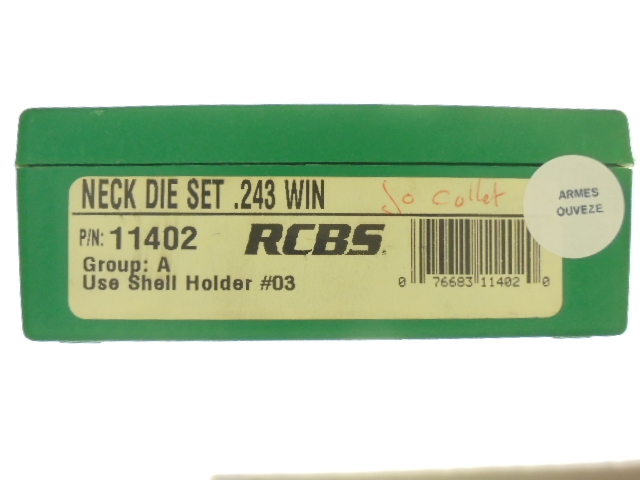 NECK DIE SET .243 WIN
Jo Collet
ARMES
OUVEZE
P/N: 11402
RCBS
Group: A
Use Shell Holder #03
0 76683 11402 0